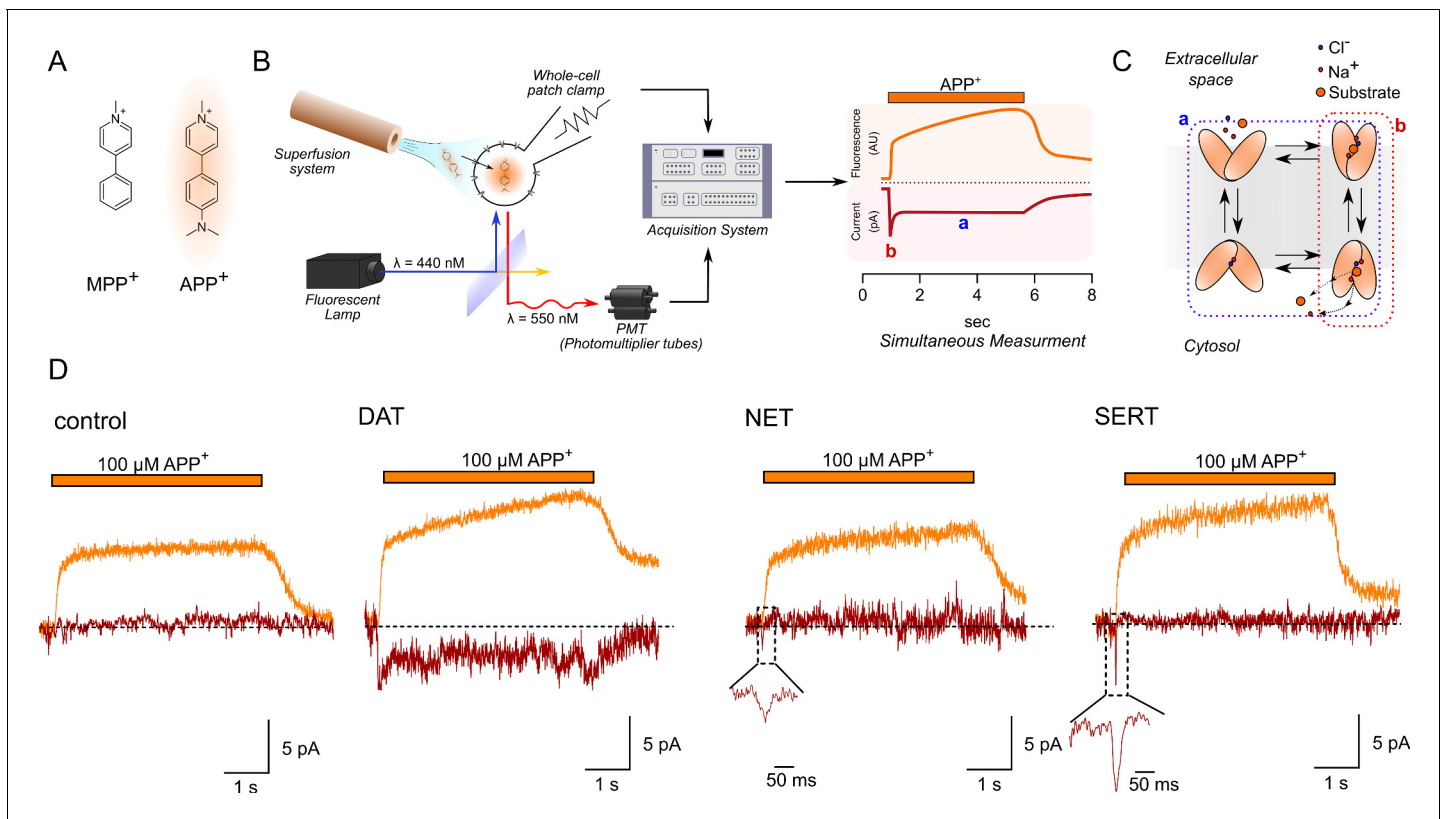 A
N
+
N
MPP+
N
+
N
APP+
B
Superfusion
system
Whole-cell
patch clamp
λ = 440 nM
Fluorescent
Lamp
λ = 550 nM
PMT
(Photomultiplier tubes)
Acquisition System
APP+
Fluorescence
(AU)
Current
(pA)
a
b
0 2 4 6 8
sec
Simultaneous Measurment
C
Extracellular
space
Cl-
Na+
Substrate
a
b
Cytosol
D
control
100 µM APP+
5 pA
1 s
DAT
100 µM APP+
5 pA
1 s
NET
100 µM APP+
50 ms
5 pA
1 s
SERT
100 µM APP+
50 ms
5 pA
1 s